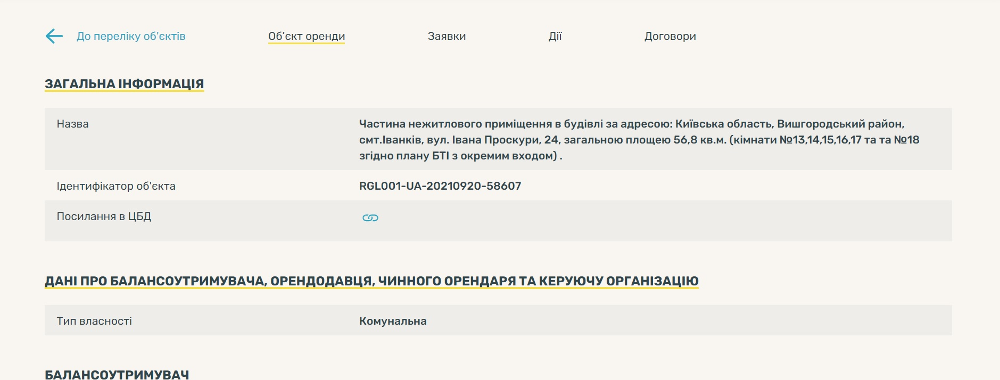 До переліку об'єктів
Об’єкт оренди
Заявки
Дії
Договори
ЗАГАЛЬНА ІНФОРМАЦІЯ
Назва
Частина нежитлового приміщення в будівлі за адресою: Київська область, Вишгородський район,
смт.Іванків, вул. Івана Проскури, 24, загальною площею 56,8 кв.м. (кімнати №13,14,15,16,17 та та №18
згідно плану БТІ з окремим входом) .
Ідентифікатор об'єкта
RGL001-UA-20210920-58607
Посилання в ЦБД
ДАНІ ПРО БАЛАНСОУТРИМУВАЧА, ОРЕНДОДАВЦЯ, ЧИННОГО ОРЕНДАРЯ ТА КЕРУЮЧУ ОРГАНІЗАЦІЮ
Тип власності
Комунальна
БАЛАНСОУТРИМУВАЧ